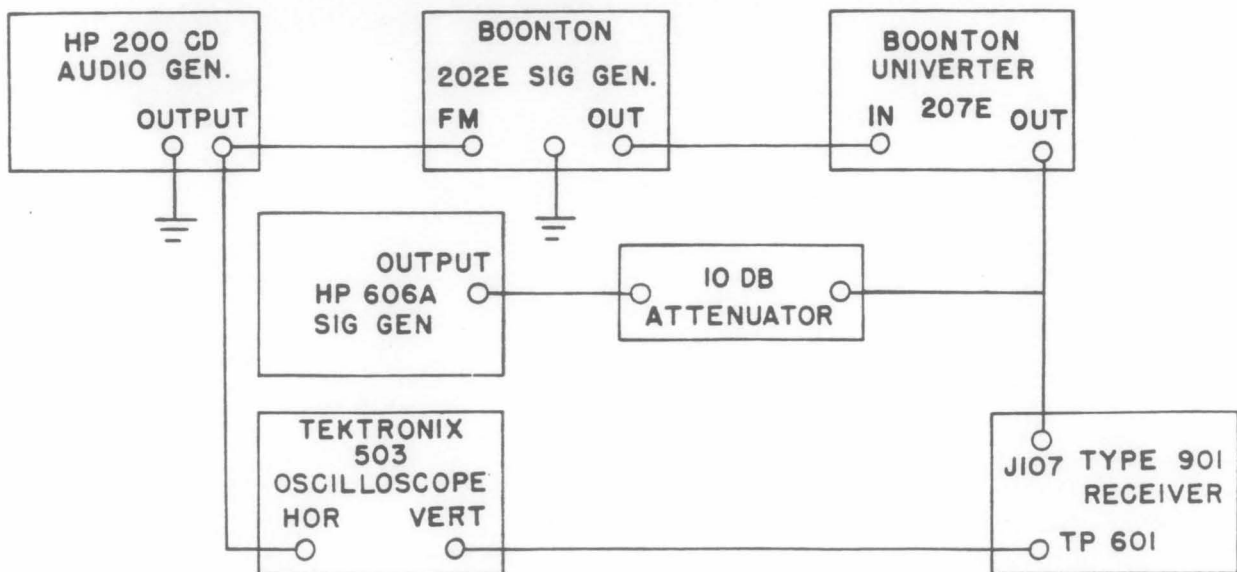 HP 200 CD
AUDIO GEN.
OUTPUT
BOONTON
202E SIG GEN.
FM
OUT
BOONTON
UNIVERTER
207E
IN
OUT
OUTPUT
HP 606A
SIG GEN
10 DB
ATTENUATOR
TEKTRONIX
503
OSCILLOSCOPE
HOR
VERT
J107
TYPE 901
RECEIVER
TP 601